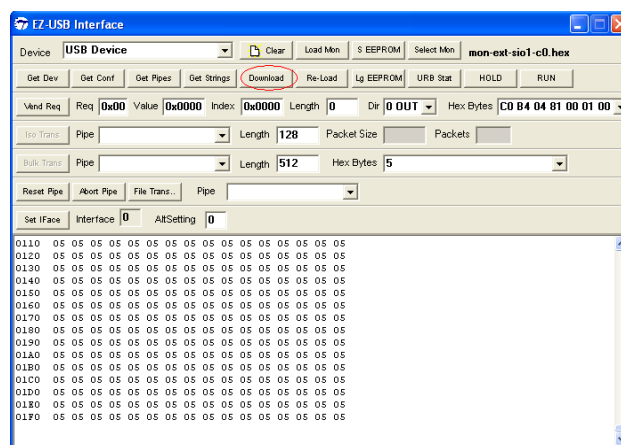 EZ-USB Interface
Device USB Device Clear Load Mon S EEPROM Select Mon mon-ext-sio1-c0.hex
Get Dev Get Conf Get Pipes Get Strings Download Re-Load Lg EEPROM URB Stat HOLD RUN
Vend Req Req 0x00 Value 0x0000 Index 0x0000 Length 0 Dir 0 OUT Hex Bytes C0 B4 04 81 00 01 00
Iso Trans Pipe Length 128 Packet Size Packets
Bulk Trans Pipe Length 512 Hex Bytes 5
Reset Pipe Abort Pipe File Trans.. Pipe
Set IFace Interface 0 AltSetting 0
0110 05 05 05 05 05 05 05 05 05 05 05 05 05 05 05 05
0120 05 05 05 05 05 05 05 05 05 05 05 05 05 05 05 05
0130 05 05 05 05 05 05 05 05 05 05 05 05 05 05 05 05
0140 05 05 05 05 05 05 05 05 05 05 05 05 05 05 05 05
0150 05 05 05 05 05 05 05 05 05 05 05 05 05 05 05 05
0160 05 05 05 05 05 05 05 05 05 05 05 05 05 05 05 05
0170 05 05 05 05 05 05 05 05 05 05 05 05 05 05 05 05
0180 05 05 05 05 05 05 05 05 05 05 05 05 05 05 05 05
0190 05 05 05 05 05 05 05 05 05 05 05 05 05 05 05 05
01A0 05 05 05 05 05 05 05 05 05 05 05 05 05 05 05 05
01B0 05 05 05 05 05 05 05 05 05 05 05 05 05 05 05 05
01C0 05 05 05 05 05 05 05 05 05 05 05 05 05 05 05 05
01D0 05 05 05 05 05 05 05 05 05 05 05 05 05 05 05 05
01E0 05 05 05 05 05 05 05 05 05 05 05 05 05 05 05 05
01F0 05 05 05 05 05 05 05 05 05 05 05 05 05 05 05 05